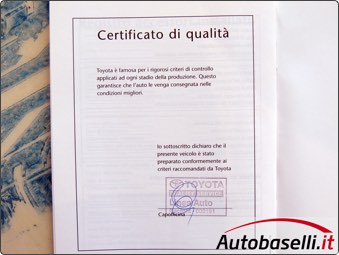 Certificato di qualità
Toyota è famosa per i rigorosi criteri di controllo
applicati ad ogni stadio della produzione. Questo
garantisce che l'auto le venga consegnata nelle
condizioni migliori.
Io sottoscritto dichiaro che il
presente veicolo è stato
preparato conformemente ai
criteri raccomandati da Toyota
TOYOTA
Auto
Capofficina
Autobaselli.it